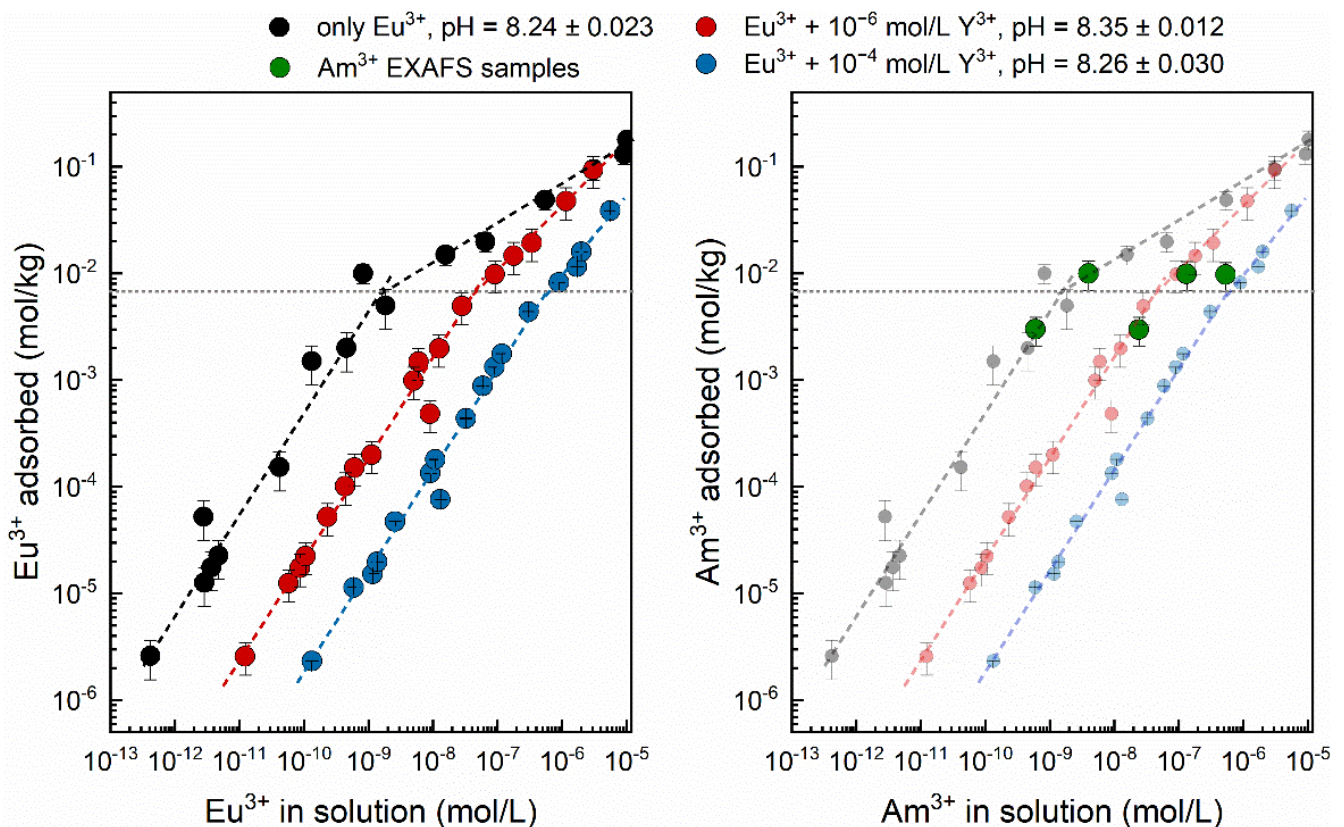 only Eu³⁺, pH = 8.24 ± 0.023
Am³⁺ EXAFS samples
Eu³⁺ + 10⁻⁶ mol/L Y³⁺, pH = 8.35 ± 0.012
Eu³⁺ + 10⁻⁴ mol/L Y³⁺, pH = 8.26 ± 0.030
Eu³⁺ adsorbed (mol/kg)
10⁻¹
10⁻²
10⁻³
10⁻⁴
10⁻⁵
10⁻⁶
10⁻¹³ 10⁻¹² 10⁻¹¹ 10⁻¹⁰ 10⁻⁹ 10⁻⁸ 10⁻⁷ 10⁻⁶ 10⁻⁵
Eu³⁺ in solution (mol/L)
Am³⁺ adsorbed (mol/kg)
10⁻¹
10⁻²
10⁻³
10⁻⁴
10⁻⁵
10⁻⁶
10⁻¹³ 10⁻¹² 10⁻¹¹ 10⁻¹⁰ 10⁻⁹ 10⁻⁸ 10⁻⁷ 10⁻⁶ 10⁻⁵
Am³⁺ in solution (mol/L)